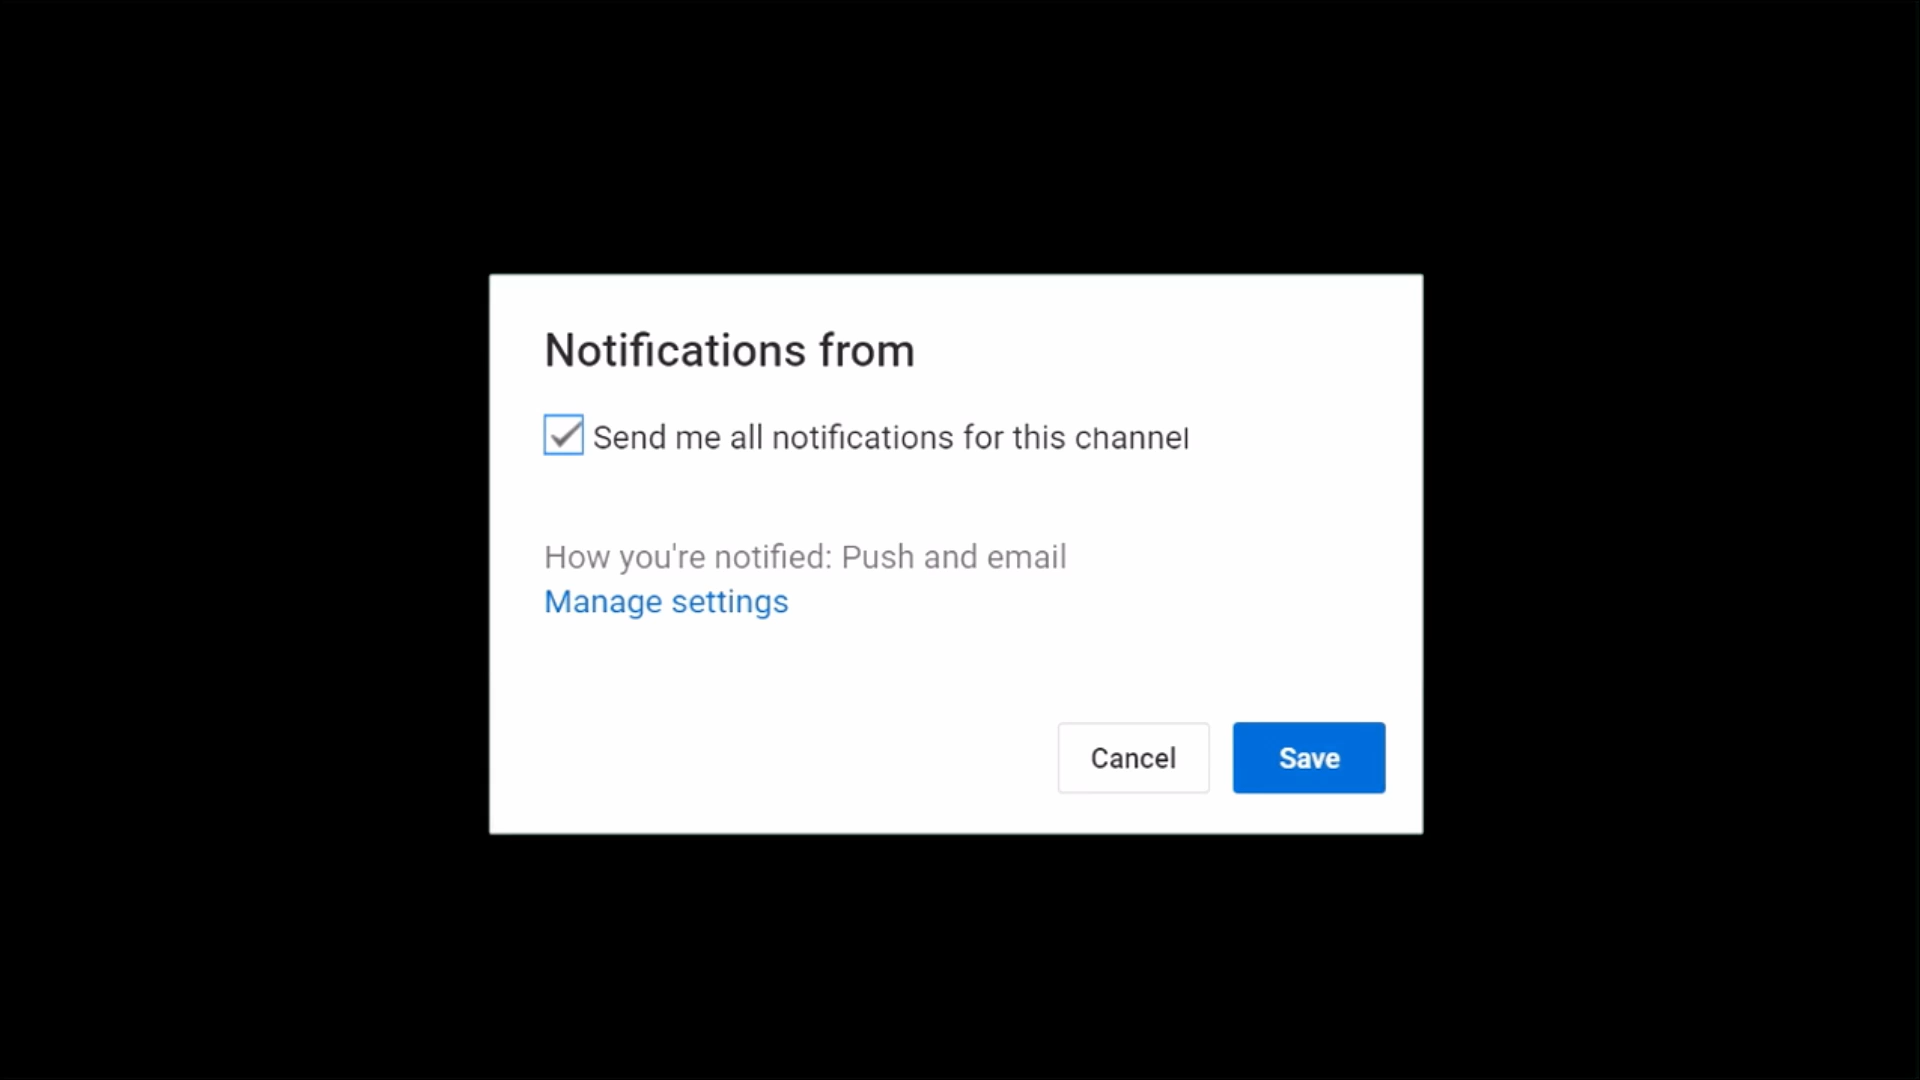 Notifications from
Send me all notifications for this channel
How you're notified: Push and email
Manage settings
Cancel
Save